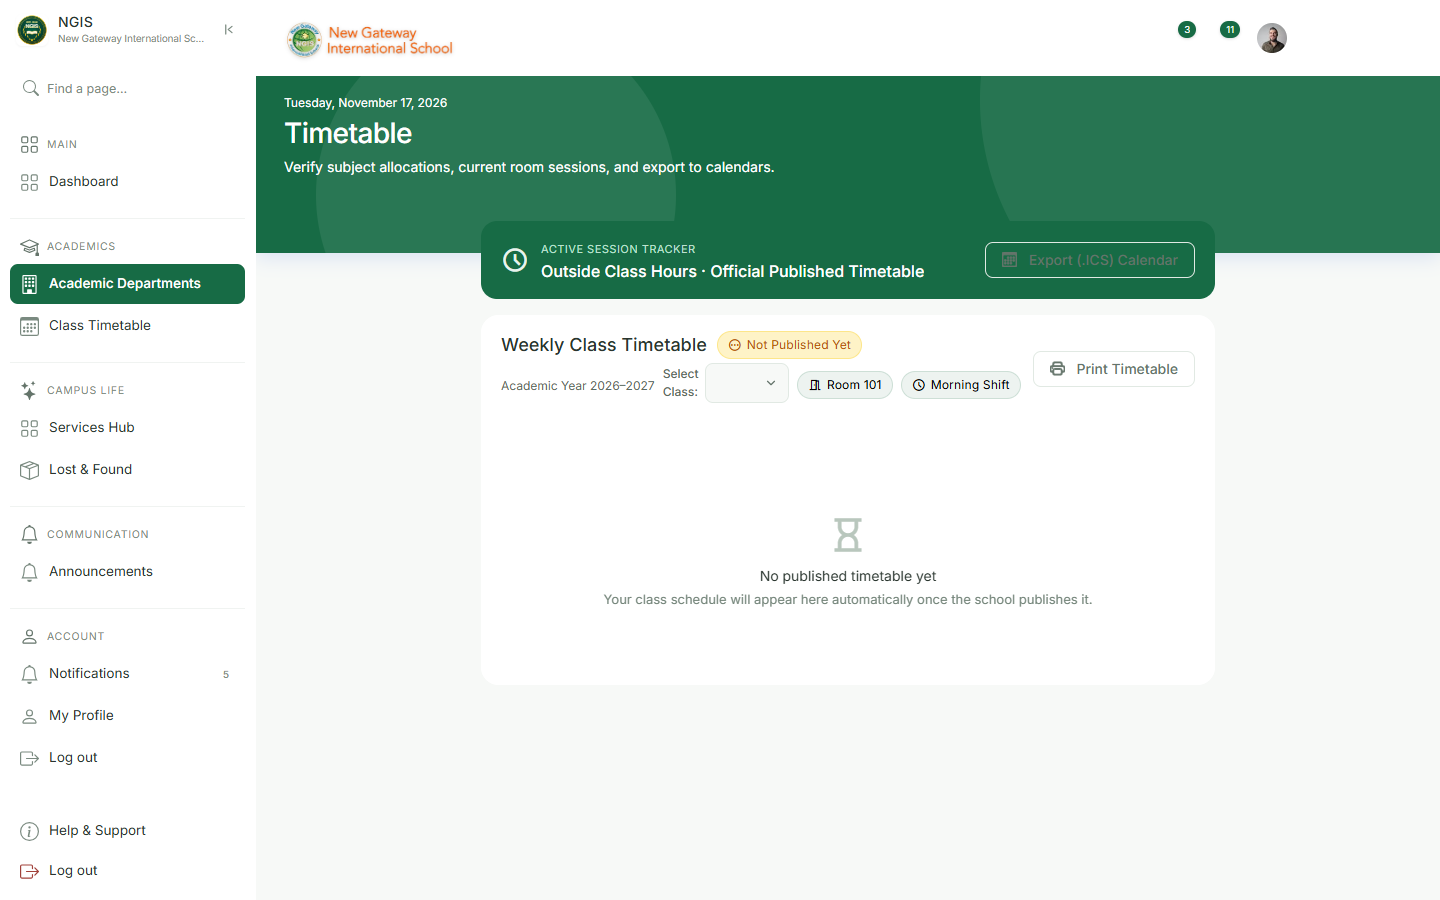 NGIS
New Gateway International Sc...
Find a page...
MAIN
Dashboard
ACADEMICS
Academic Departments
Class Timetable
CAMPUS LIFE
Services Hub
Lost & Found
COMMUNICATION
Announcements
ACCOUNT
Notifications 5
My Profile
Log out
Help & Support
Log out
New Gateway
International School
3
11
Tuesday, November 17, 2026
Timetable
Verify subject allocations, current room sessions, and export to calendars.
ACTIVE SESSION TRACKER
Outside Class Hours · Official Published Timetable
Export (.ICS) Calendar
Weekly Class Timetable
Not Published Yet
Academic Year 2026–2027
Select
Class:
Room 101
Morning Shift
Print Timetable
No published timetable yet
Your class schedule will appear here automatically once the school publishes it.